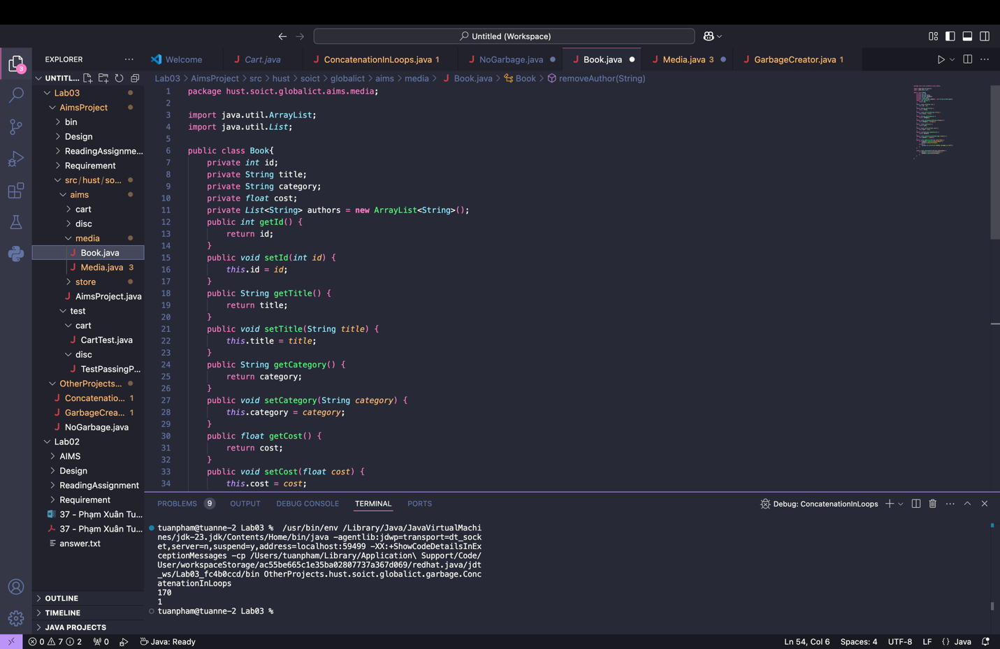 Untitled (Workspace)
EXPLORER
Welcome
Cart.java
ConcatenationInLoops.java 1
NoGarbage.java
Book.java
Media.java 3
GarbageCreator.java 1
UNTITL...
Lab03
AimsProject
bin
Design
ReadingAssignme...
Requirement
src/hust/so...
aims
cart
disc
media
Book.java
Media.java 3
store
AimsProject.java
test
cart
CartTest.java
disc
TestPassingP...
OtherProjects...
Concatenatio... 1
GarbageCrea... 1
NoGarbage.java
Lab02
AIMS
Design
ReadingAssignment
Requirement
37 - Phạm Xuân Tu...
37 - Phạm Xuân Tu...
answer.txt
OUTLINE
TIMELINE
JAVA PROJECTS
3
Lab03 > AimsProject > src > hust > soict > globalict > aims > media > Book.java > Book > removeAuthor(String)
1 package hust.soict.globalict.aims.media;
2
3 import java.util.ArrayList;
4 import java.util.List;
5
6 public class Book{
7 private int id;
8 private String title;
9 private String category;
10 private float cost;
11 private List<String> authors = new ArrayList<String>();
12 public int getId() {
13 return id;
14 }
15 public void setId(int id) {
16 this.id = id;
17 }
18 public String getTitle() {
19 return title;
20 }
21 public void setTitle(String title) {
22 this.title = title;
23 }
24 public String getCategory() {
25 return category;
26 }
27 public void setCategory(String category) {
28 this.category = category;
29 }
30 public float getCost() {
31 return cost;
32 }
33 public void setCost(float cost) {
34 this.cost = cost;
PROBLEMS 9 OUTPUT DEBUG CONSOLE TERMINAL PORTS
Debug: ConcatenationInLoops
tuanpham@tuanne-2 Lab03 % /usr/bin/env /Library/Java/JavaVirtualMachi
nes/jdk-23.jdk/Contents/Home/bin/java -agentlib:jdwp=transport=dt_sock
et,server=n,suspend=y,address=localhost:59499 -XX:+ShowCodeDetailsInEx
ceptionMessages -cp /Users/tuanpham/Library/Application\ Support/Code/
User/workspaceStorage/ac55be665c1e35ba02807737a367d069/redhat.java/jdt
_ws/Lab03_fc4b0ccd/bin OtherProjects.hust.soict.globalict.garbage.Conc
atenationInLoops
170
1
tuanpham@tuanne-2 Lab03 %
0 7 2 0 Java: Ready
Ln 54, Col 6 Spaces: 4 UTF-8 LF {} Java